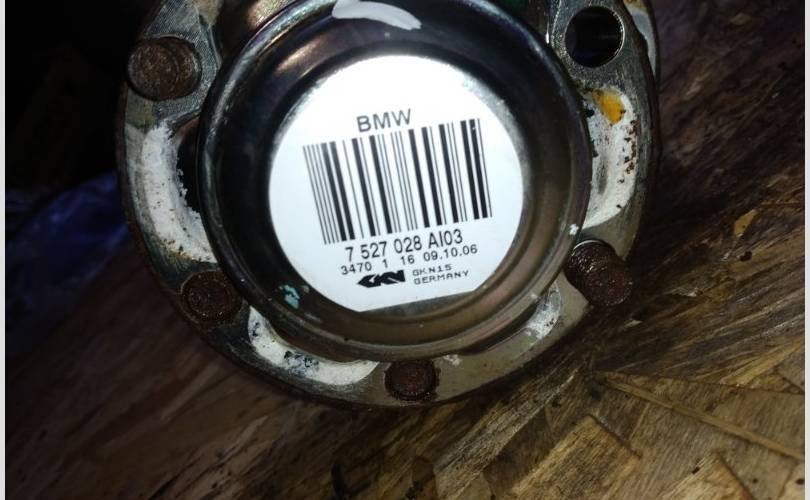 BMW
7 527 028 AI03
3470 1 16 09.10.06
GKN GKN15
GERMANY